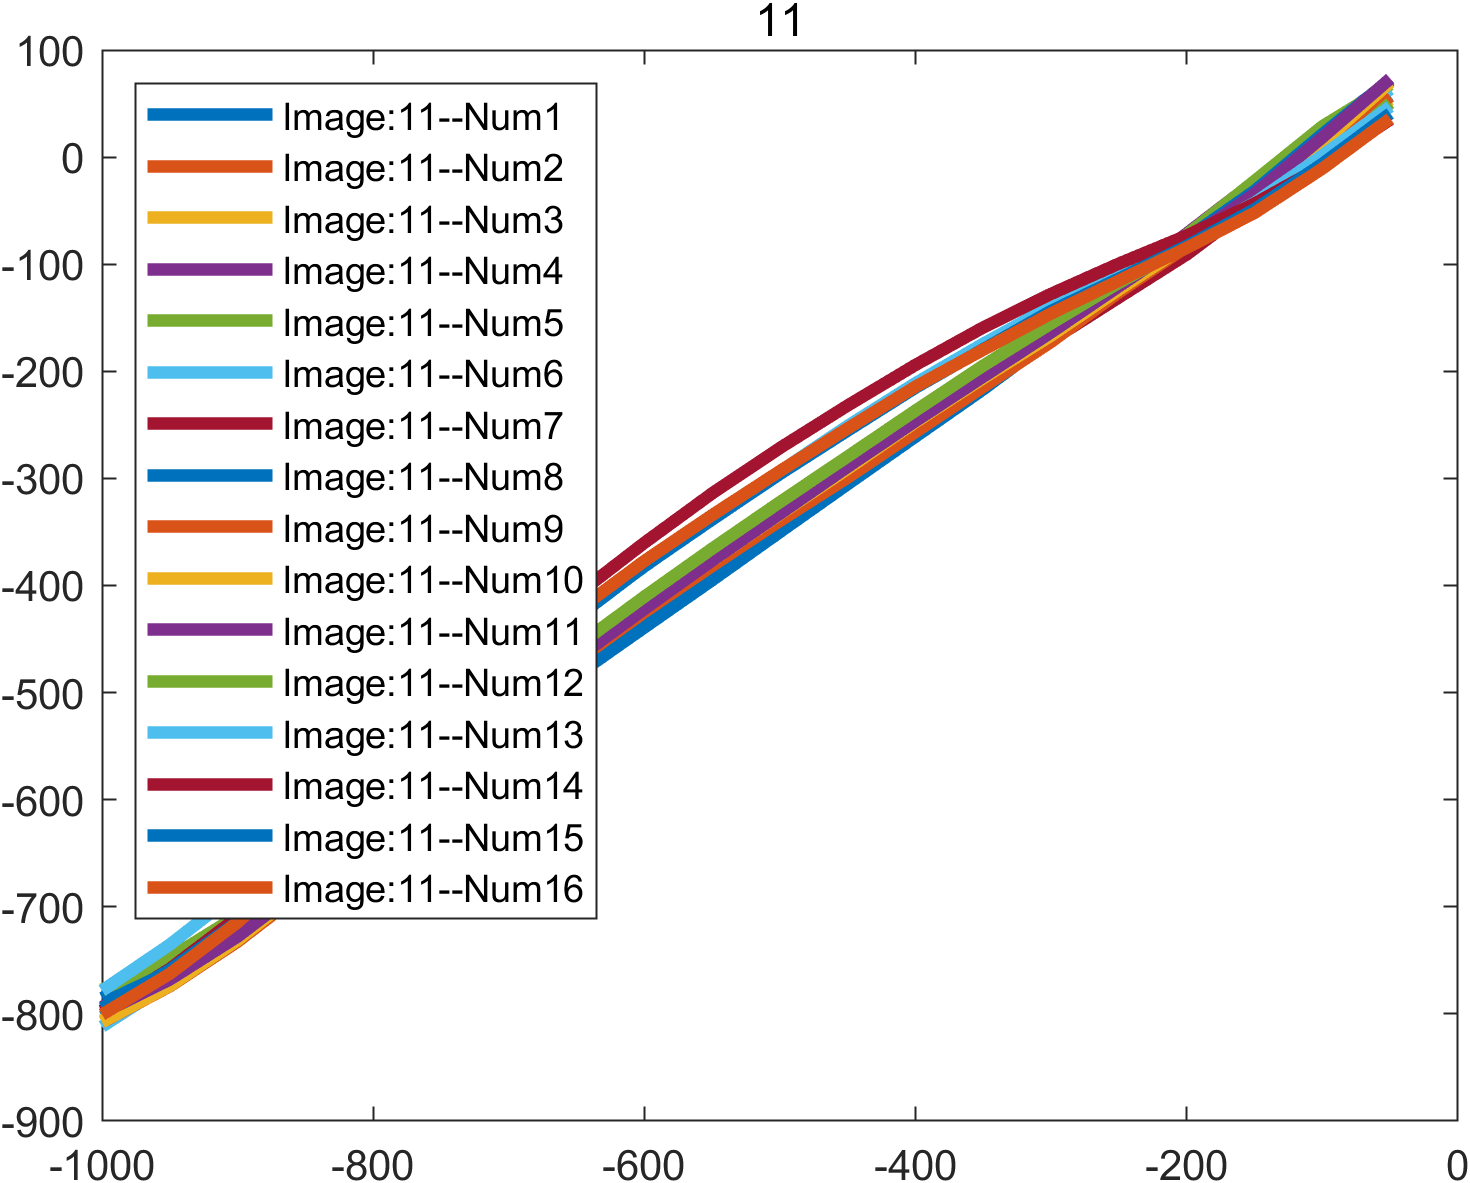 11
100
0
-100
-200
-300
-400
-500
-600
-700
-800
-900
Image:11--Num1
Image:11--Num2
Image:11--Num3
Image:11--Num4
Image:11--Num5
Image:11--Num6
Image:11--Num7
Image:11--Num8
Image:11--Num9
Image:11--Num10
Image:11--Num11
Image:11--Num12
Image:11--Num13
Image:11--Num14
Image:11--Num15
Image:11--Num16
-1000 -800 -600 -400 -200 0